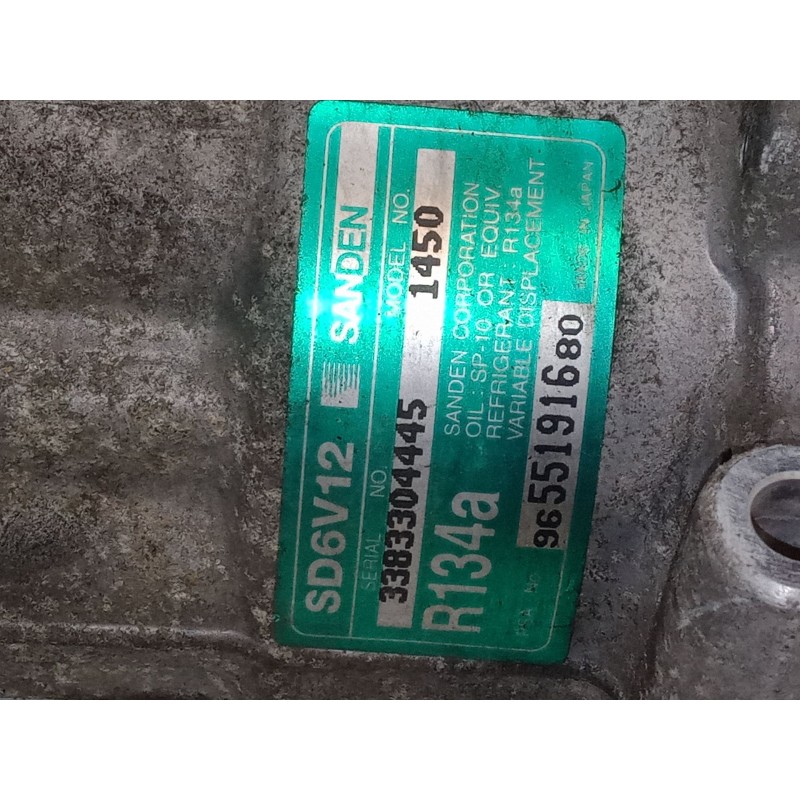 SD6V12 SANDEN
SERIAL NO. MODEL NO.
3383304445 1450
R134a
SANDEN CORPORATION
OIL : SP-10 OR EQUIV.
REFRIGERANT : R134a
VARIABLE DISPLACEMENT
PSA No 9655191680 MADE IN JAPAN